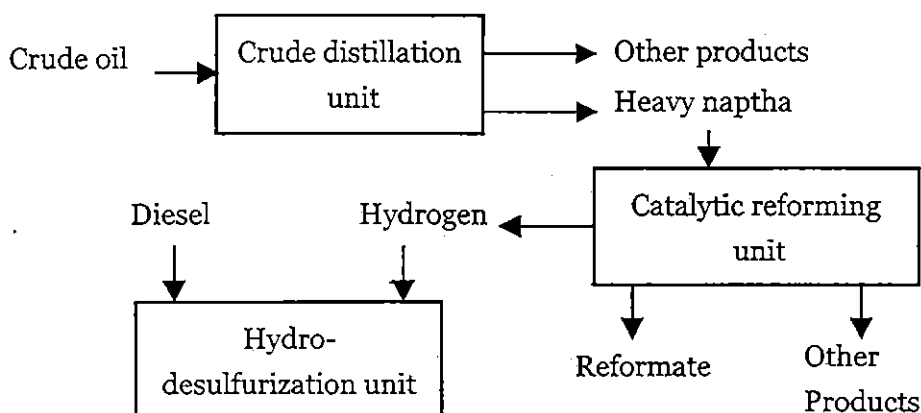 Crude oil
Crude distillation
unit
Other products
Heavy naptha
Catalytic reforming
unit
Diesel
Hydrogen
Hydro-
desulfurization unit
Reformate
Other
Products